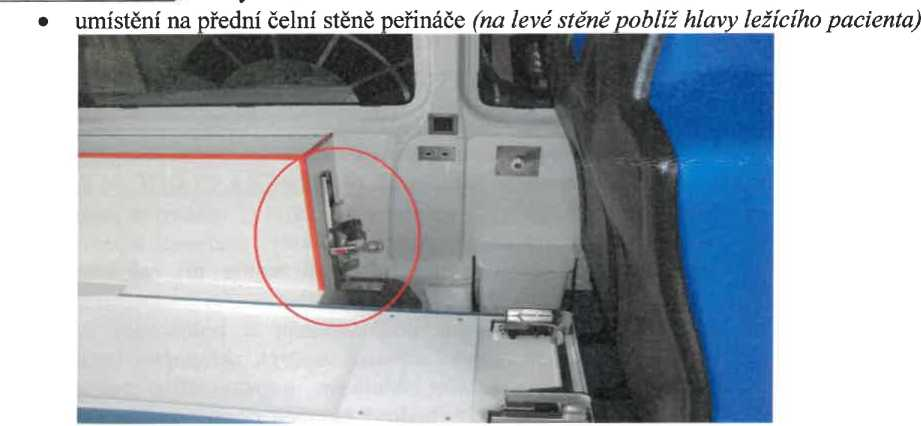 • umístění na přední čelní stěně peřináče (na levé stěně poblíž hlavy ležícího pacienta)